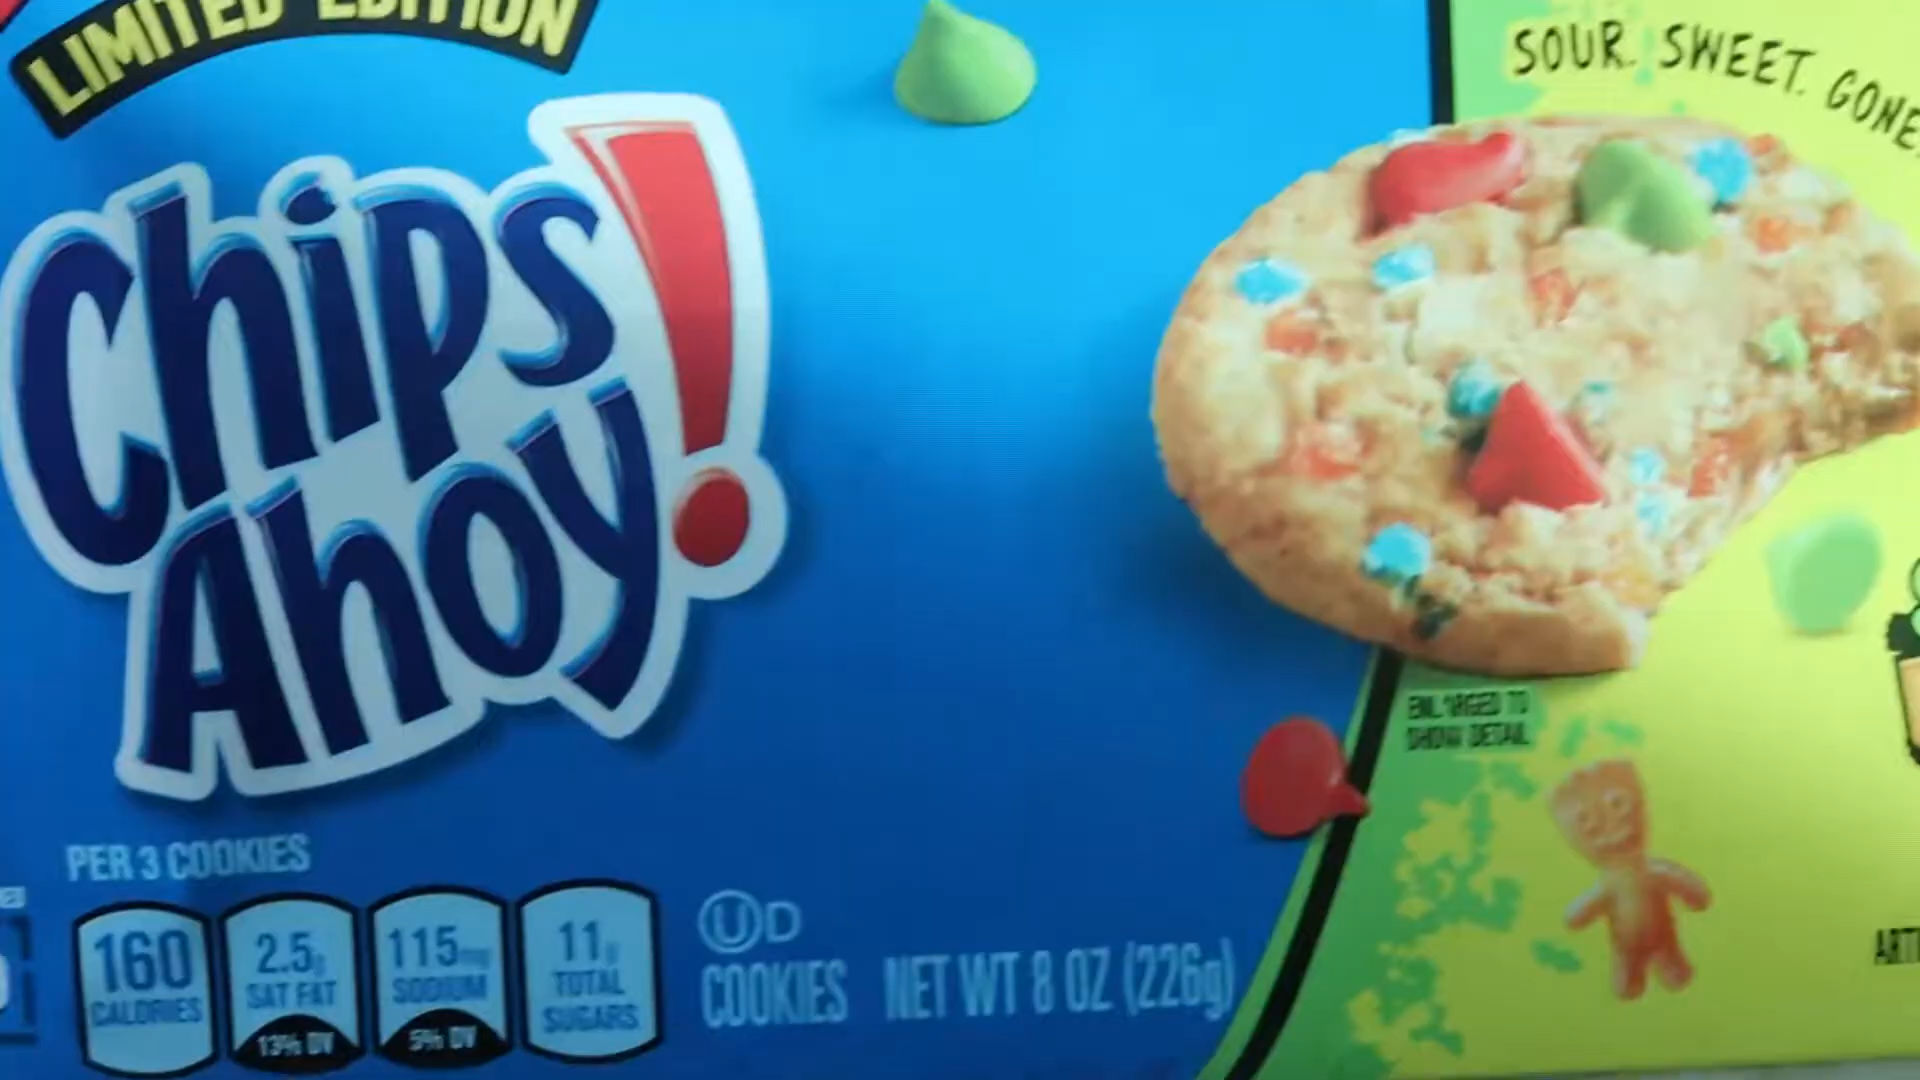 LIMITED EDITION
SOUR. SWEET. GONE.
Chips
Ahoy!
ENLARGED TO
SHOW DETAIL
PER 3 COOKIES
160
CALORIES
2.5g
SAT FAT
13% DV
115mg
SODIUM
5% DV
11g
TOTAL
SUGARS
U D
COOKIES NET WT 8 OZ (226g)